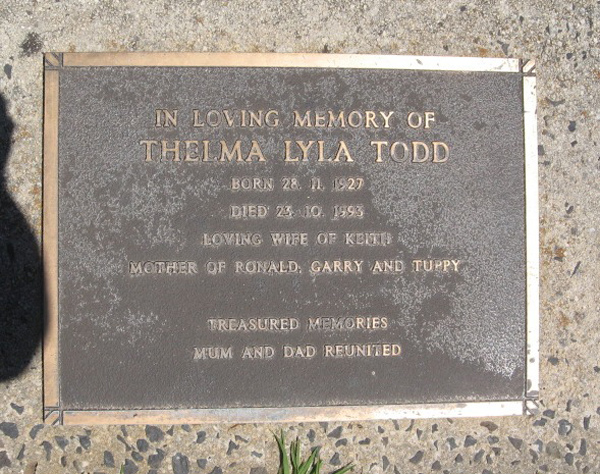 IN LOVING MEMORY OF
THELMA LYLA TODD
BORN 28. 11. 1927
DIED 23. 10. 1993
LOVING WIFE OF KEITH
MOTHER OF RONALD, GARRY AND TUPPY
TREASURED MEMORIES
MUM AND DAD REUNITED